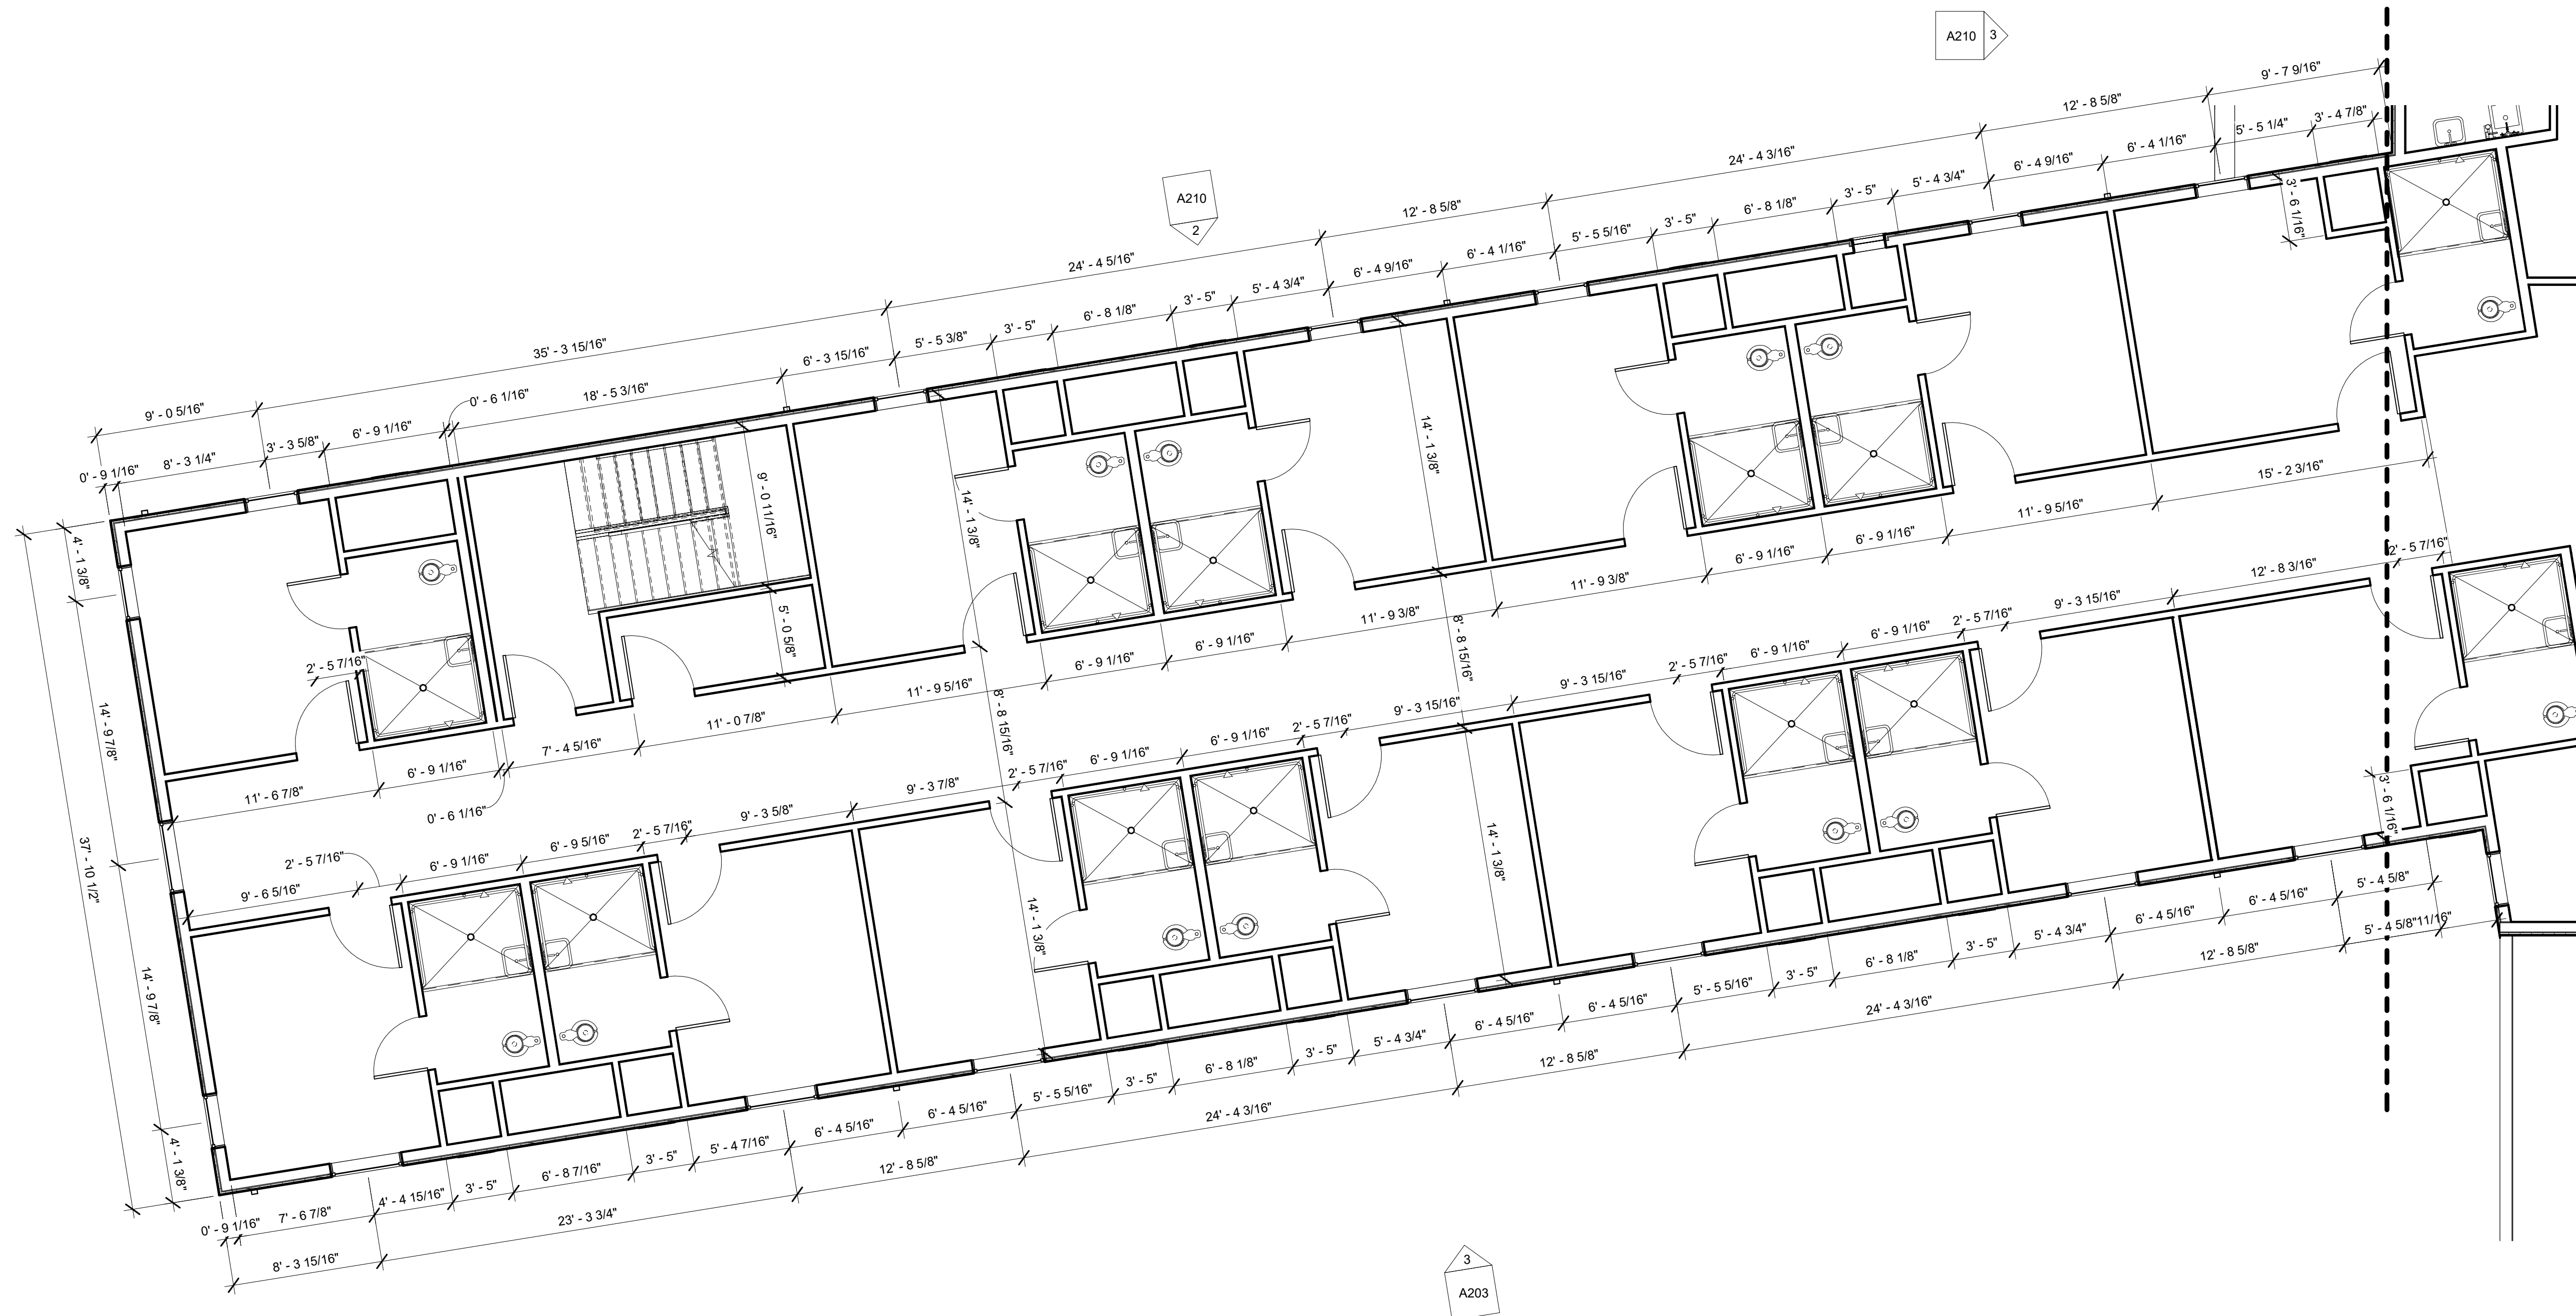 A210 3
A210
2
9' - 7 9/16"
12' - 8 5/8"
24' - 4 3/16"
12' - 8 5/8"
24' - 4 5/16"
35' - 3 15/16"
9' - 0 5/16"
3' - 4 7/8"
5' - 5 1/4"
6' - 4 1/16"
6' - 4 9/16"
5' - 4 3/4"
3' - 5"
6' - 8 1/8"
3' - 5"
5' - 5 5/16"
6' - 4 1/16"
6' - 4 9/16"
5' - 4 3/4"
3' - 5"
6' - 8 1/8"
3' - 5"
5' - 5 3/8"
6' - 3 15/16"
18' - 5 3/16"
0' - 6 1/16"
6' - 9 1/16"
3' - 3 5/8"
8' - 3 1/4"
0' - 9 1/16"
3' - 6 1/16"
4' - 1 3/8"
14' - 9 7/8"
37' - 10 1/2"
14' - 9 7/8"
4' - 1 3/8"
9' - 0 11/16"
5' - 0 5/8"
14' - 1 3/8"
8' - 8 15/16"
14' - 1 3/8"
14' - 1 3/8"
8' - 8 15/16"
14' - 1 3/8"
2' - 5 7/16"
11' - 6 7/8"
6' - 9 1/16"
0' - 6 1/16"
7' - 4 5/16"
11' - 0 7/8"
11' - 9 5/16"
6' - 9 1/16"
6' - 9 1/16"
11' - 9 3/8"
11' - 9 3/8"
6' - 9 1/16"
6' - 9 1/16"
11' - 9 5/16"
15' - 2 3/16"
9' - 6 5/16"
2' - 5 7/16"
6' - 9 1/16"
6' - 9 5/16"
2' - 5 7/16"
9' - 3 5/8"
9' - 3 7/8"
2' - 5 7/16"
6' - 9 1/16"
6' - 9 1/16"
2' - 5 7/16"
9' - 3 15/16"
9' - 3 15/16"
2' - 5 7/16"
6' - 9 1/16"
6' - 9 1/16"
2' - 5 7/16"
9' - 3 15/16"
12' - 8 3/16"
2' - 5 7/16"
3' - 6 1/16"
0' - 9 1/16"
7' - 6 7/8"
4' - 4 15/16"
3' - 5"
6' - 8 7/16"
3' - 5"
5' - 4 7/16"
6' - 4 5/16"
6' - 4 5/16"
5' - 5 5/16"
3' - 5"
6' - 8 1/8"
3' - 5"
5' - 4 3/4"
6' - 4 5/16"
6' - 4 5/16"
5' - 5 5/16"
3' - 5"
6' - 8 1/8"
3' - 5"
5' - 4 3/4"
6' - 4 5/16"
6' - 4 5/16"
5' - 4 5/8"
8' - 3 15/16"
23' - 3 3/4"
12' - 8 5/8"
24' - 4 3/16"
12' - 8 5/8"
24' - 4 3/16"
12' - 8 5/8"
5' - 4 5/8"
11/16"
3
A203